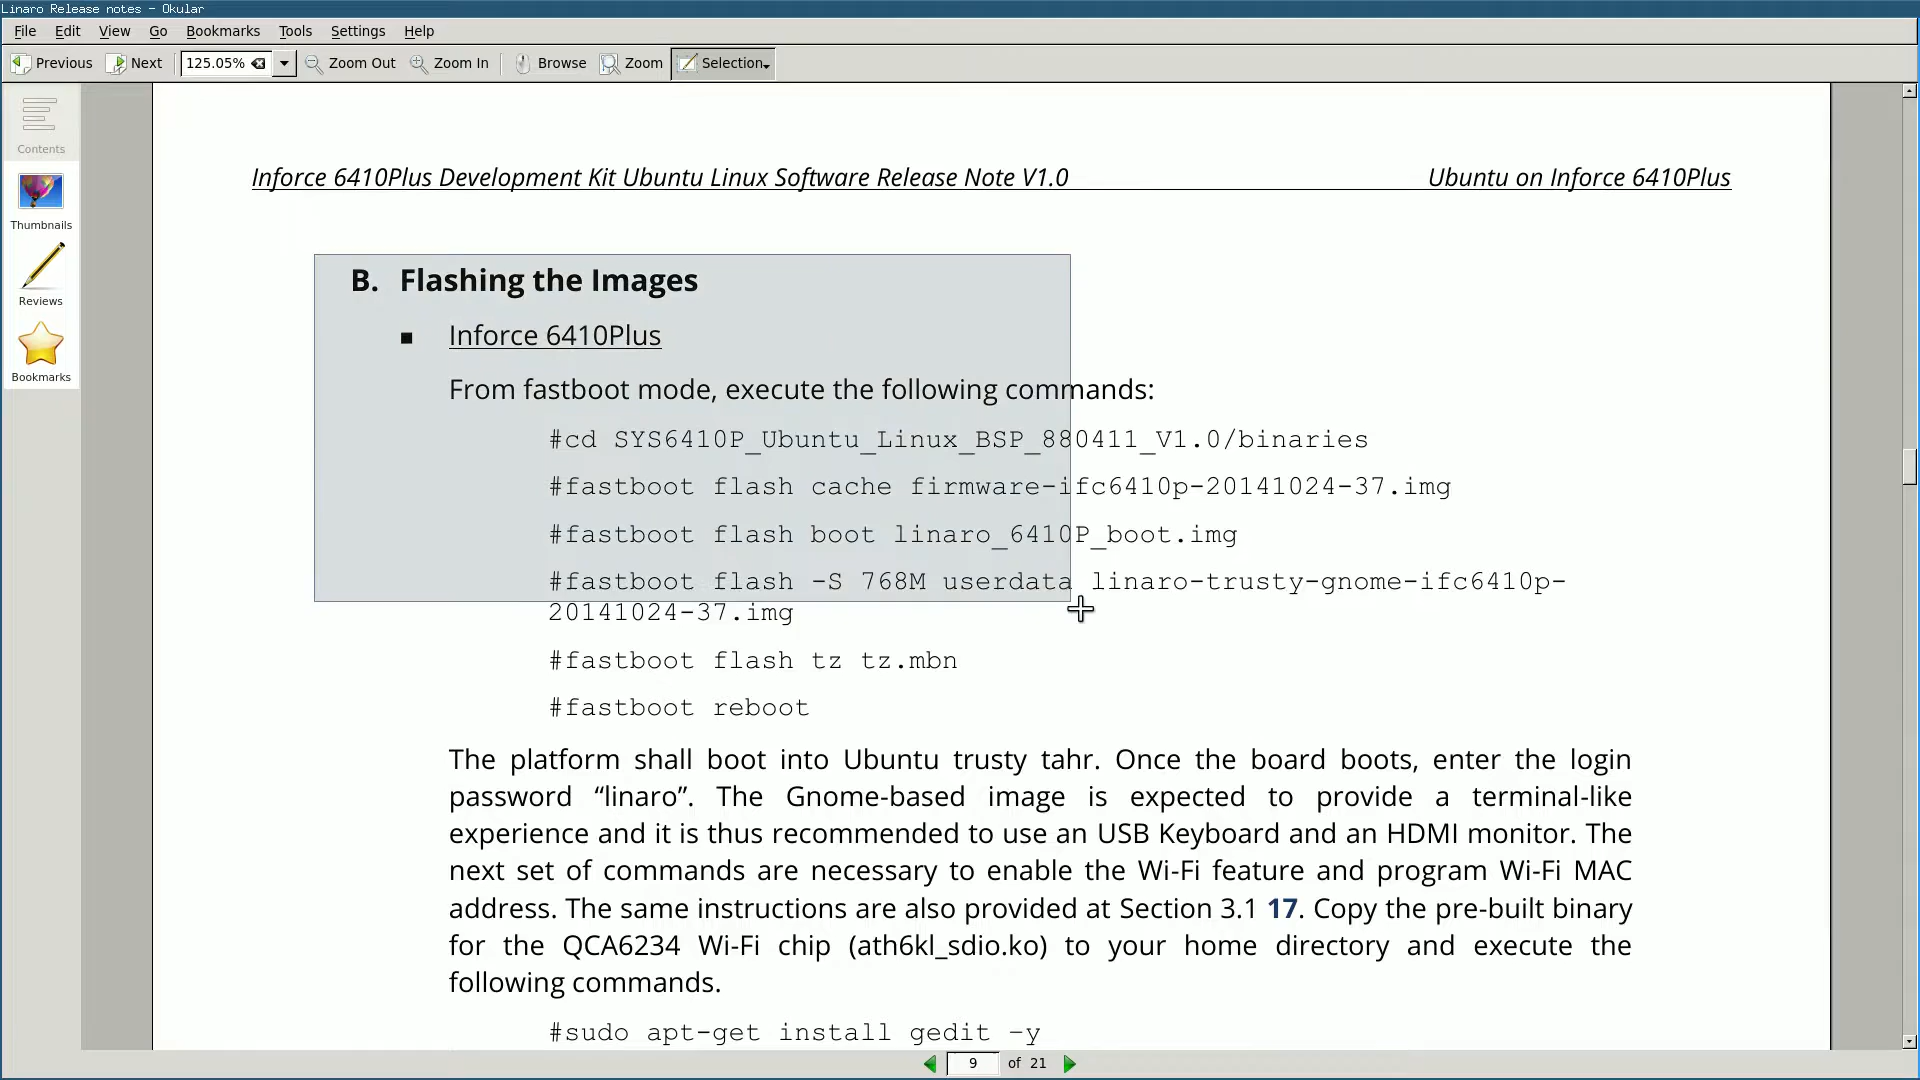 Linaro Release notes – Okular
File Edit View Go Bookmarks Tools Settings Help
Previous Next 125.05% Zoom Out Zoom In Browse Zoom Selection
Contents
Thumbnails
Reviews
Bookmarks
Inforce 6410Plus Development Kit Ubuntu Linux Software Release Note V1.0 Ubuntu on Inforce 6410Plus
B. Flashing the Images
■ Inforce 6410Plus
From fastboot mode, execute the following commands:
#cd SYS6410P_Ubuntu_Linux_BSP_880411_V1.0/binaries
#fastboot flash cache firmware-ifc6410p-20141024-37.img
#fastboot flash boot linaro_6410P_boot.img
#fastboot flash -S 768M userdata linaro-trusty-gnome-ifc6410p-
20141024-37.img
#fastboot flash tz tz.mbn
#fastboot reboot
The platform shall boot into Ubuntu trusty tahr. Once the board boots, enter the login
password “linaro”. The Gnome-based image is expected to provide a terminal-like
experience and it is thus recommended to use an USB Keyboard and an HDMI monitor. The
next set of commands are necessary to enable the Wi-Fi feature and program Wi-Fi MAC
address. The same instructions are also provided at Section 3.1 17. Copy the pre-built binary
for the QCA6234 Wi-Fi chip (ath6kl_sdio.ko) to your home directory and execute the
following commands.
#sudo apt-get install gedit –y
9 of 21